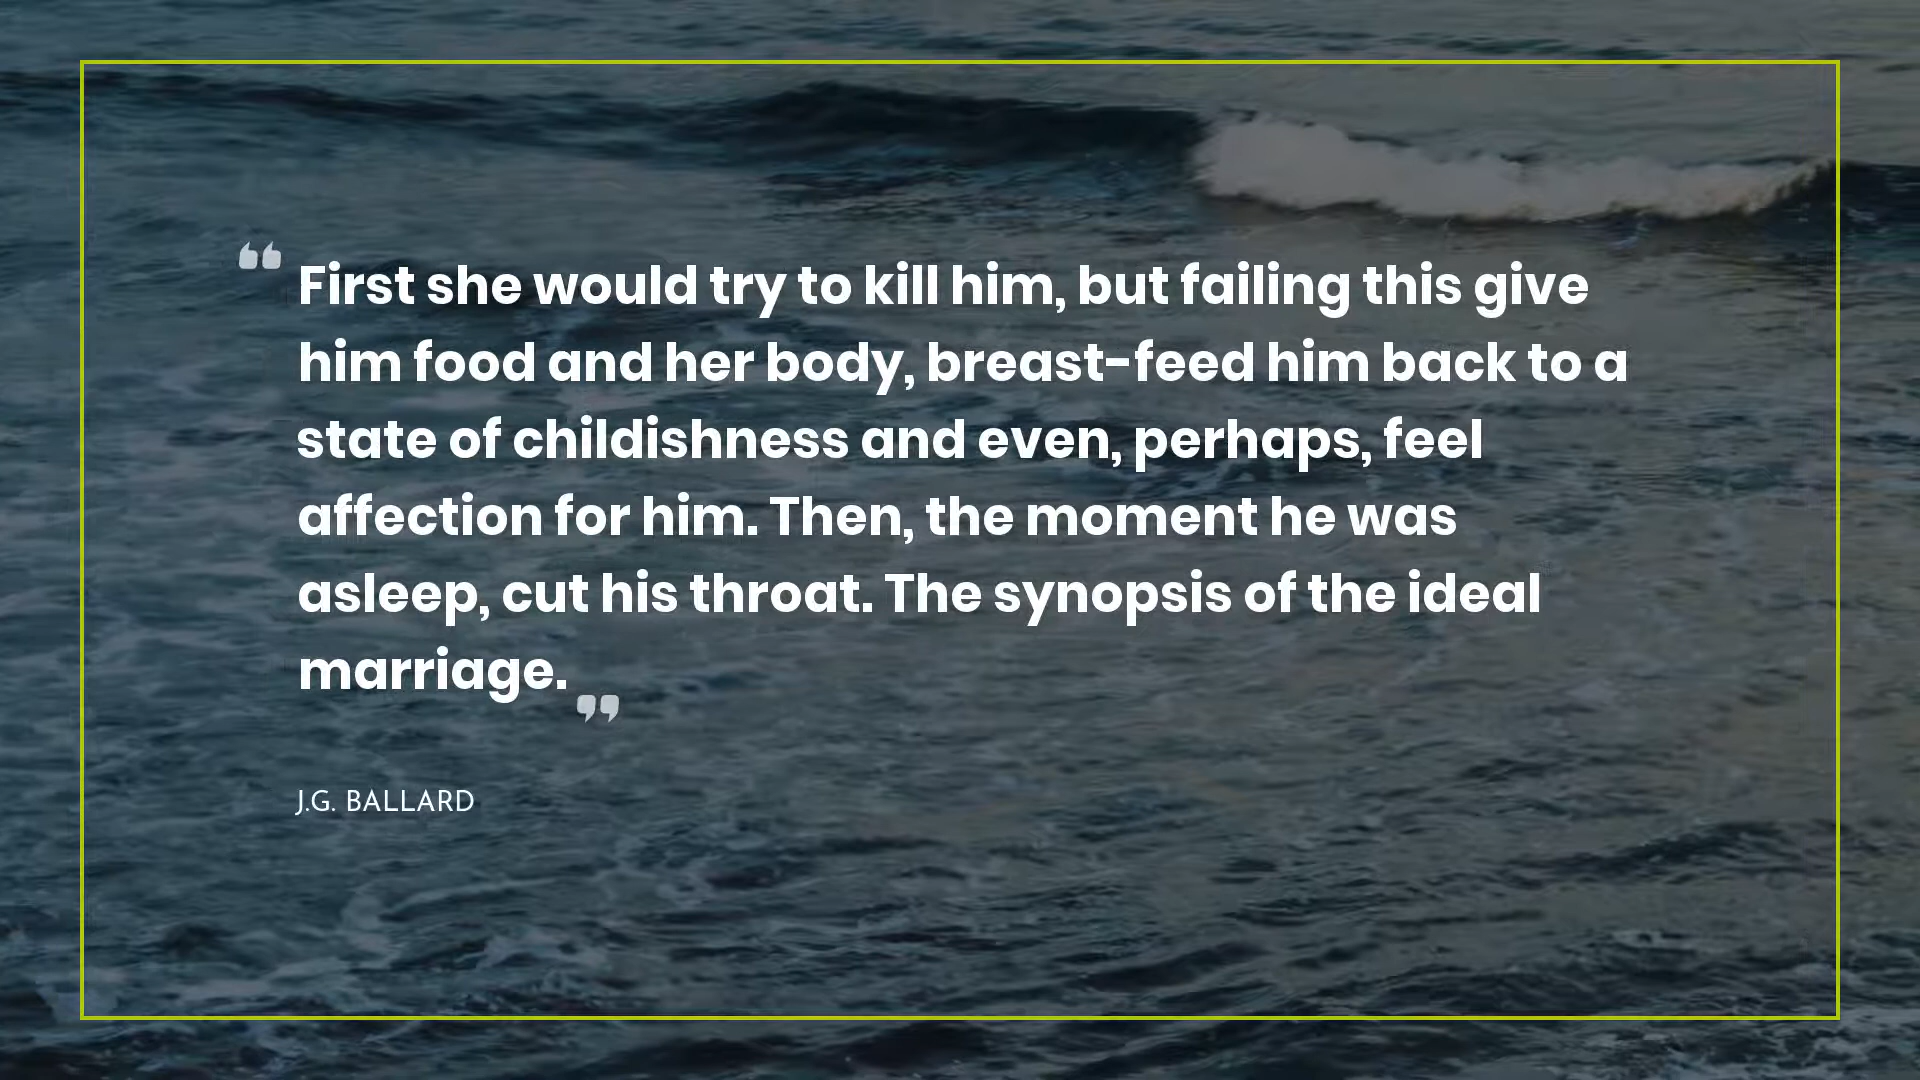 “First she would try to kill him, but failing this give
him food and her body, breast-feed him back to a
state of childishness and even, perhaps, feel
affection for him. Then, the moment he was
asleep, cut his throat. The synopsis of the ideal
marriage.”
J.G. BALLARD